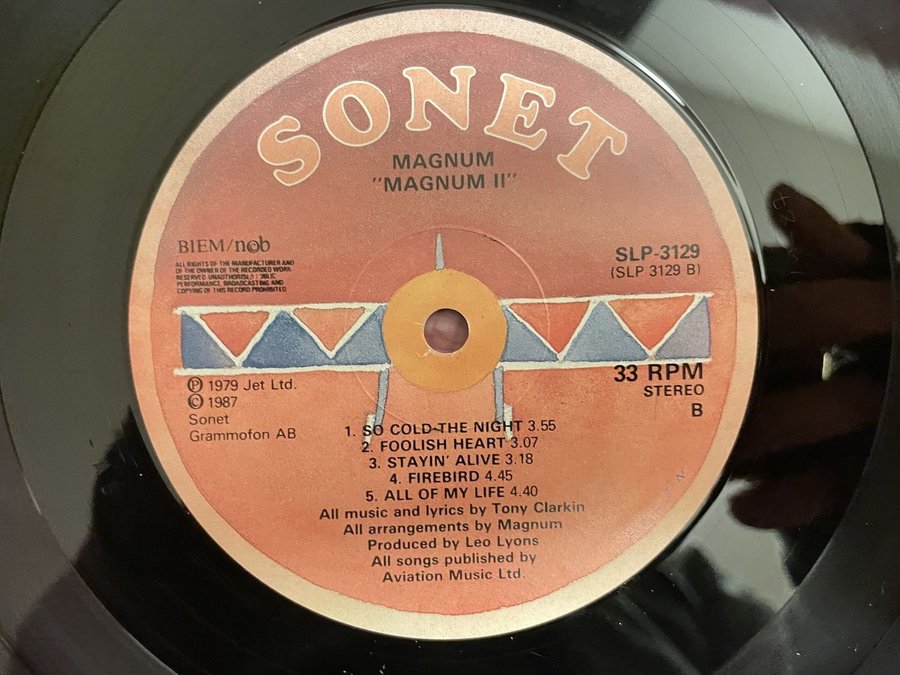 SONET
MAGNUM
"MAGNUM II"
BIEM/nob
ALL RIGHTS OF THE MANUFACTURER AND
OF THE OWNER OF THE RECORDED WORK
RESERVED UNAUTHORISED PUBLIC
PERFORMANCE, BROADCASTING AND
COPYING OF THIS RECORD PROHIBITED
SLP-3129
(SLP 3129 B)
33 RPM
STEREO
B
Ⓟ 1979 Jet Ltd.
© 1987
Sonet
Grammofon AB
1. SO COLD THE NIGHT 3.55
2. FOOLISH HEART 3.07
3. STAYIN' ALIVE 3.18
4. FIREBIRD 4.45
5. ALL OF MY LIFE 4.40
All music and lyrics by Tony Clarkin
All arrangements by Magnum
Produced by Leo Lyons
All songs published by
Aviation Music Ltd.